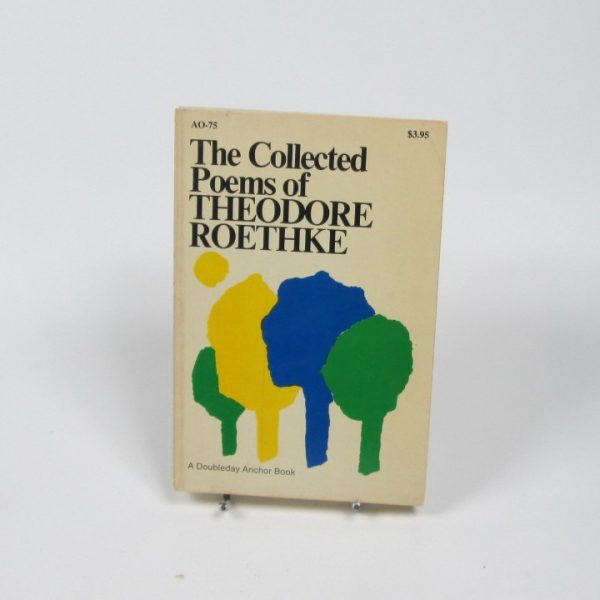 AO-75
$3.95
The Collected
Poems of
THEODORE
ROETHKE
A Doubleday Anchor Book